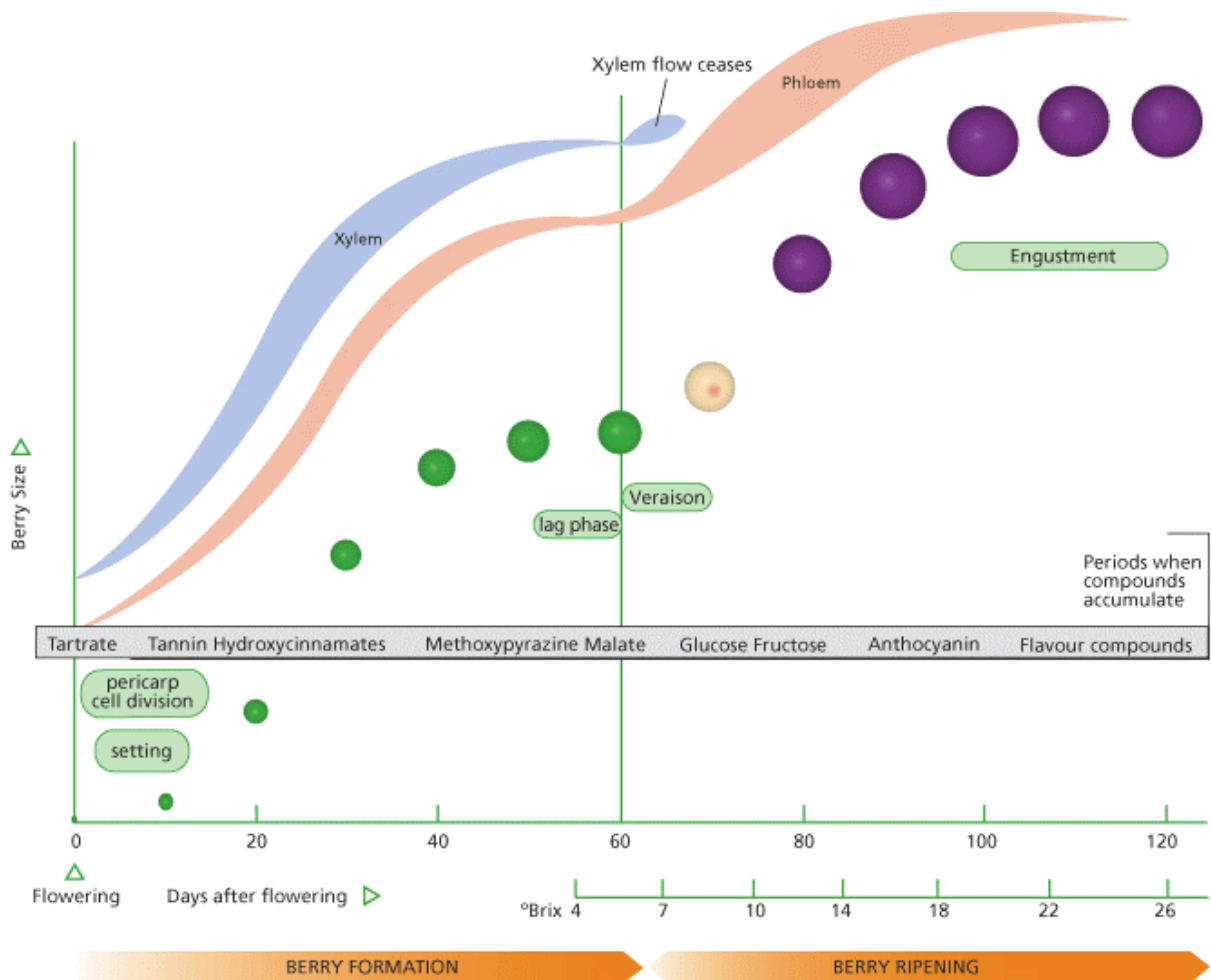 Xylem flow ceases
Phloem
Xylem
Engustment
Berry Size
Veraison
lag phase
Periods when
compounds
accumulate
Tartrate Tannin Hydroxycinnamates Methoxypyrazine Malate Glucose Fructose Anthocyanin Flavour compounds
pericarp
cell division
setting
0 20 40 60 80 100 120
Flowering Days after flowering
ºBrix 4 7 10 14 18 22 26
BERRY FORMATION BERRY RIPENING